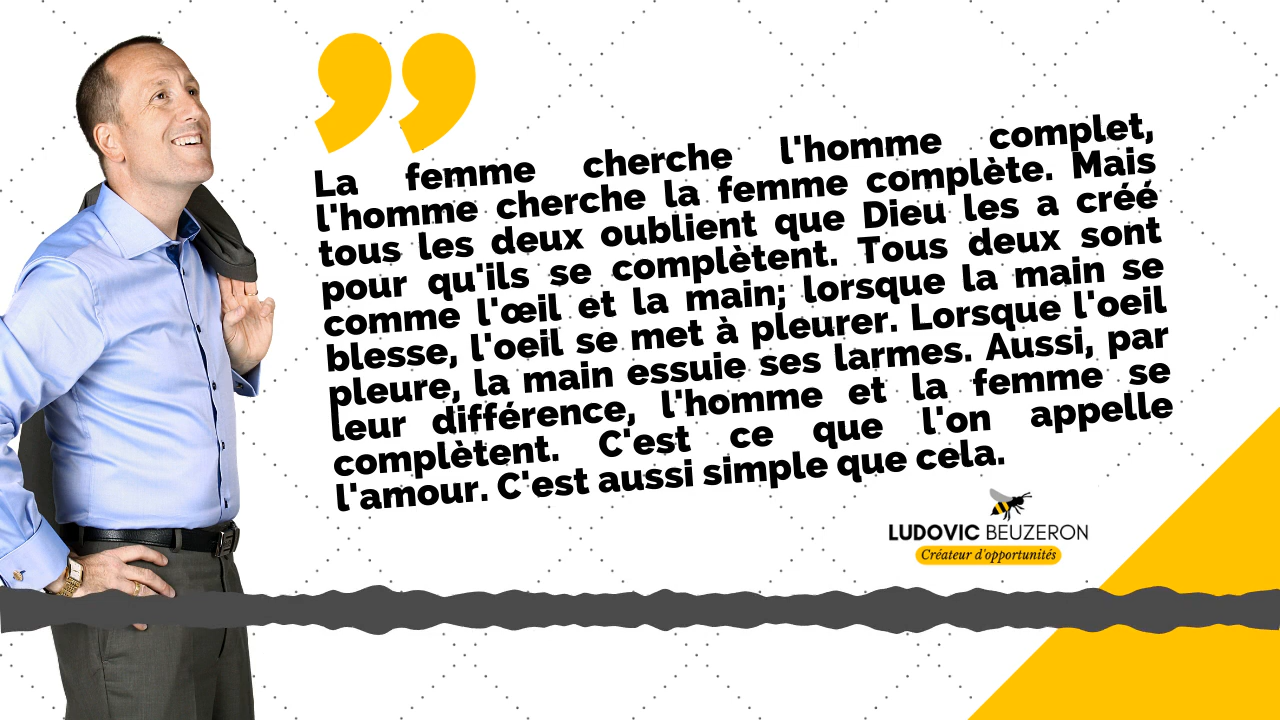 La femme cherche l'homme complet,
l'homme cherche la femme complète. Mais
tous les deux oublient que Dieu les a créé
pour qu'ils se complètent. Tous deux sont
comme l'œil et la main; lorsque la main se
blesse, l'oeil se met à pleurer. Lorsque l'oeil
pleure, la main essuie ses larmes. Aussi, par
leur différence, l'homme et la femme se
complètent. C'est ce que l'on appelle
l'amour. C'est aussi simple que cela.
LUDOVIC BEUZERON
Créateur d'opportunités